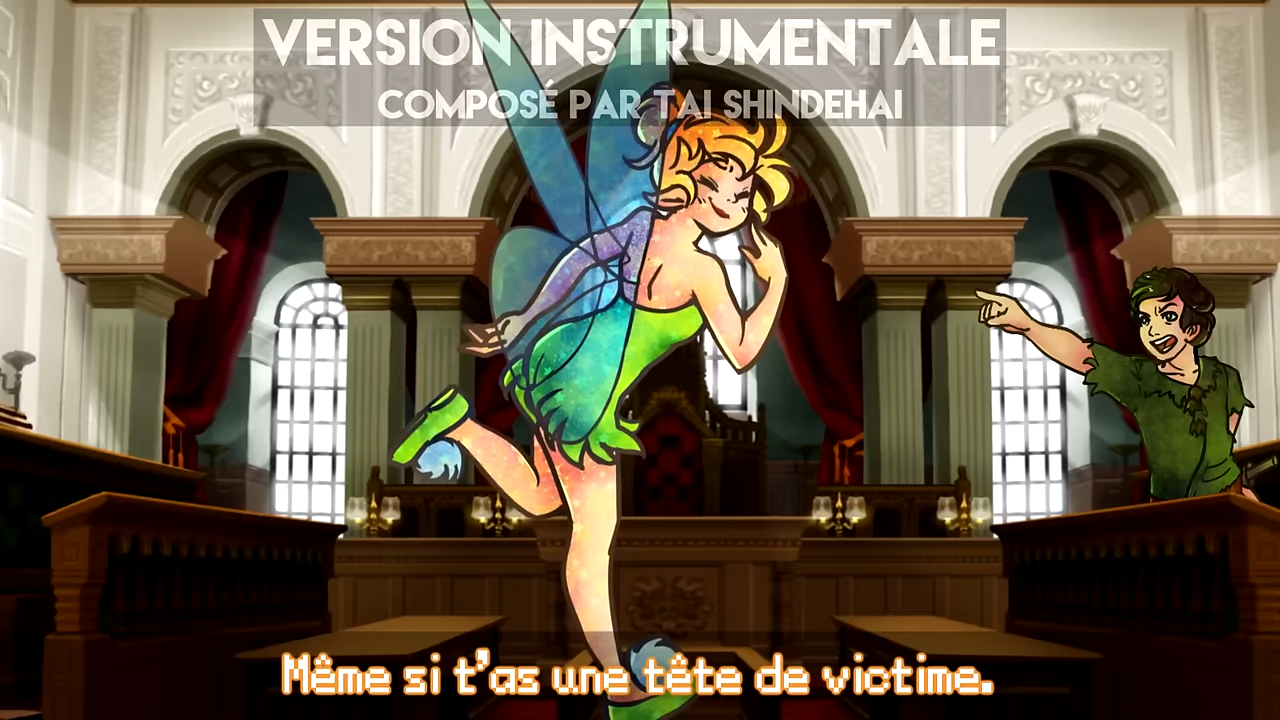 VERSION INSTRUMENTALE
COMPOSÉ PAR TAI SHINDEHAI
Même si t'as une tête de victime.